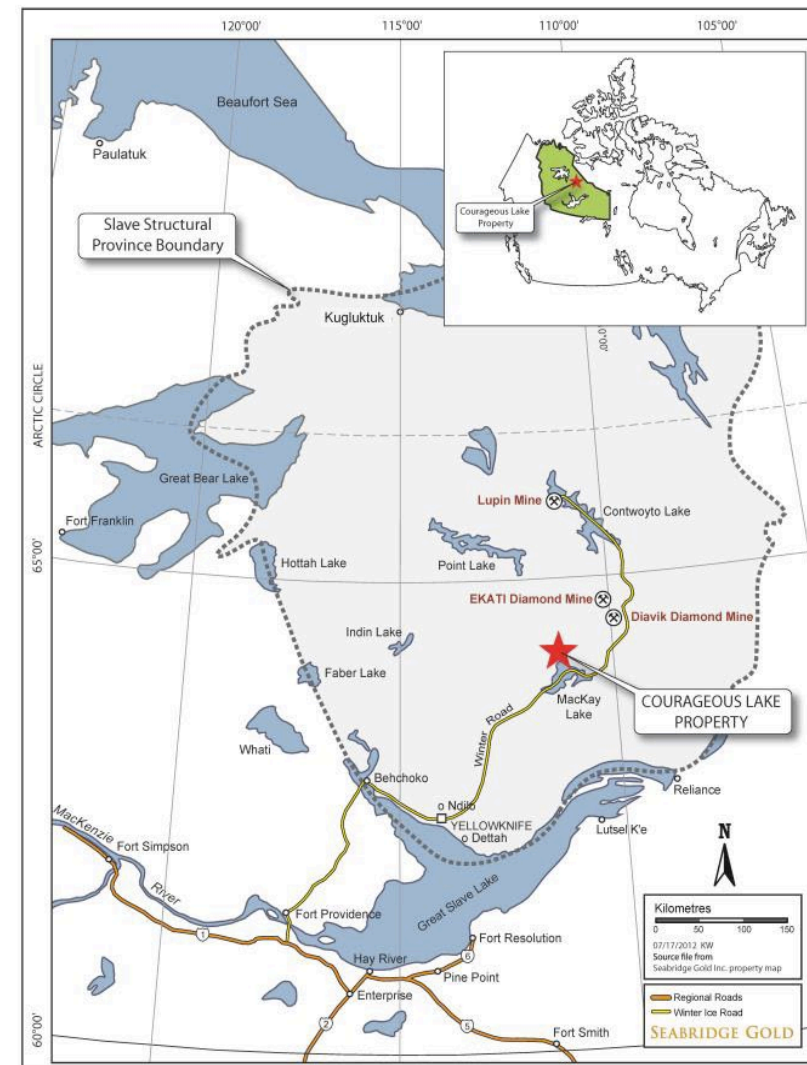 120°00'
115°00'
110°00'
105°00'
Beaufort Sea
Paulatuk
Courageous Lake
Property
Slave Structural
Province Boundary
Kugluktuk
ARCTIC CIRCLE
Great Bear Lake
Lupin Mine
Contwoyto Lake
Fort Franklin
65°00'
Hottah Lake
Point Lake
EKATI Diamond Mine
Diavik Diamond Mine
Indin Lake
Faber Lake
MacKay
Lake
COURAGEOUS LAKE
PROPERTY
Winter Road
Whati
Behchoko
Reliance
Ndilo
YELLOWKNIFE
Dettah
Lutsel K'e
MacKenzie
River
Fort Simpson
N
Great Slave Lake
Fort Providence
Kilometres
0 50 100 150
07/17/2012 KW
Source file from
Seabridge Gold Inc. property map
1
Fort Resolution
Hay River
6
Pine Point
Enterprise
Regional Roads
Winter Ice Road
2
5
Fort Smith
SEABRIDGE GOLD
60°00'